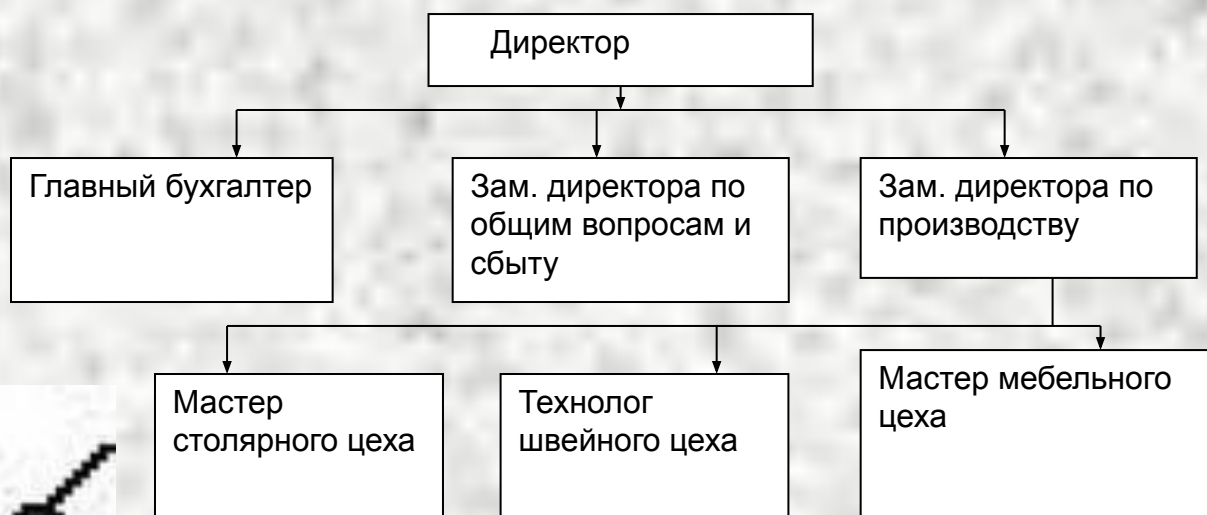 Директор
Главный бухгалтер
Зам. директора по
общим вопросам и
сбыту
Зам. директора по
производству
Мастер
столярного цеха
Технолог
швейного цеха
Мастер мебельного
цеха